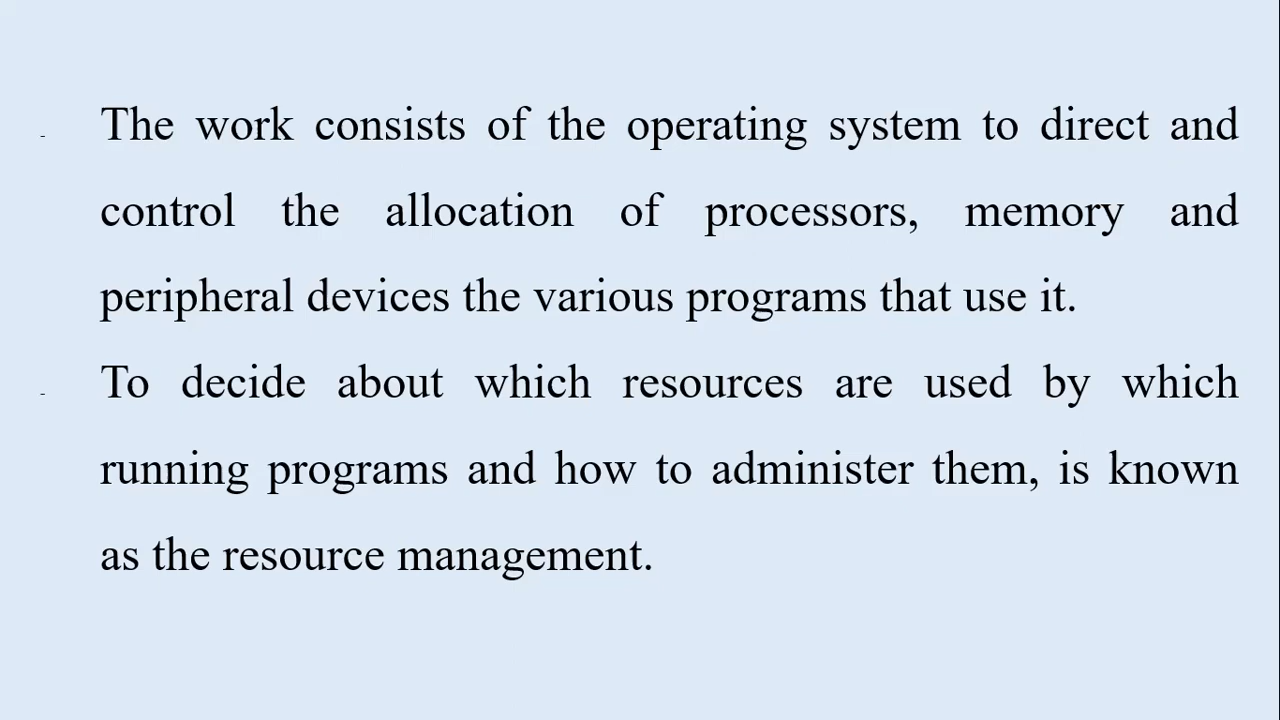 - The work consists of the operating system to direct and
control the allocation of processors, memory and
peripheral devices the various programs that use it.
- To decide about which resources are used by which
running programs and how to administer them, is known
as the resource management.